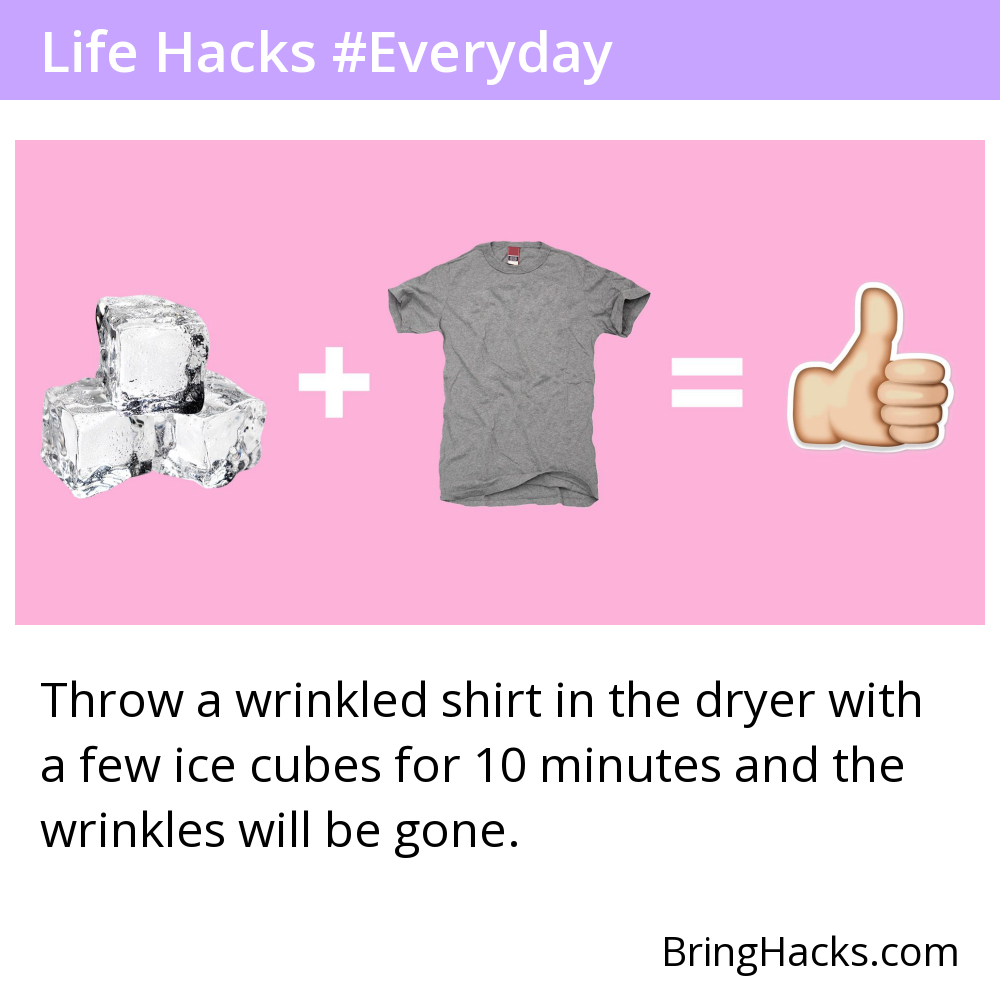 Life Hacks #Everyday
Throw a wrinkled shirt in the dryer with
a few ice cubes for 10 minutes and the
wrinkles will be gone.
BringHacks.com